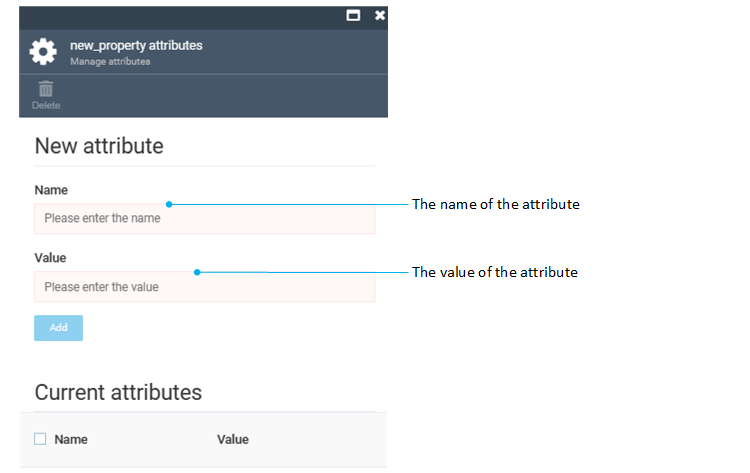 new_property attributes
Manage attributes
Delete
New attribute
Name
Please enter the name
The name of the attribute
Value
Please enter the value
The value of the attribute
Add
Current attributes
Name Value